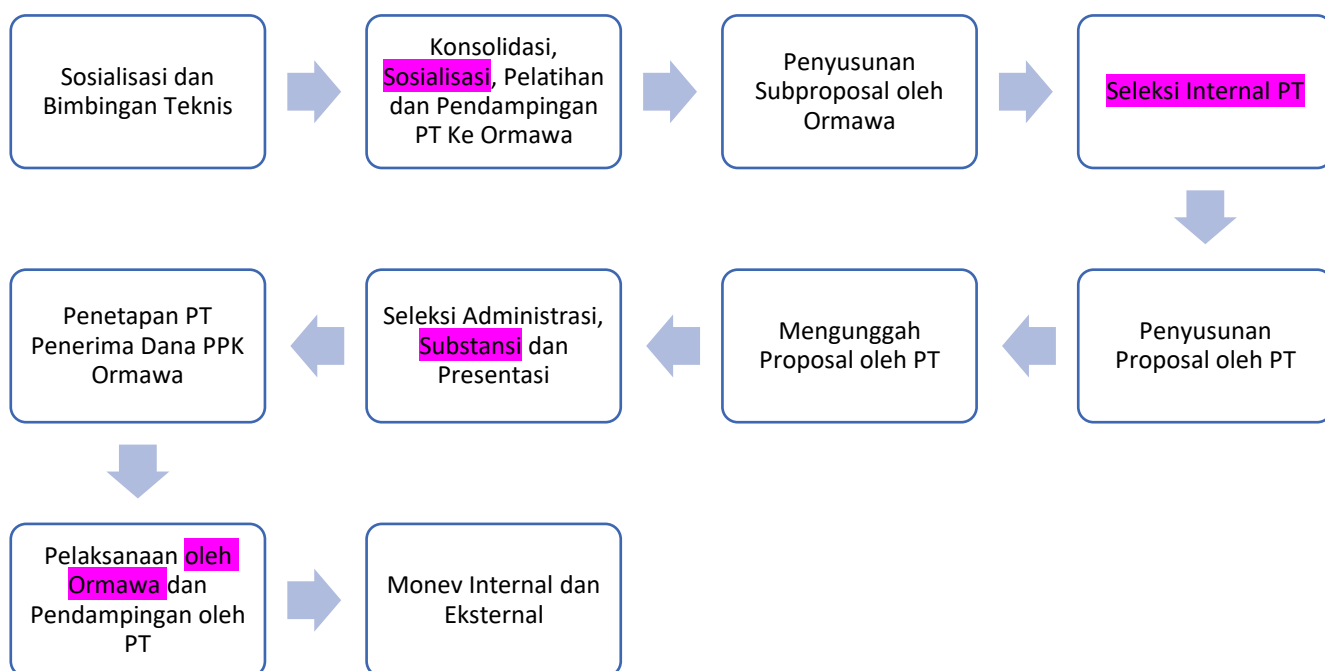 Sosialisasi dan
Bimbingan Teknis
Konsolidasi,
Sosialisasi, Pelatihan
dan Pendampingan
PT Ke Ormawa
Penyusunan
Subproposal oleh
Ormawa
Seleksi Internal PT
Penyusunan
Proposal oleh PT
Mengunggah
Proposal oleh PT
Seleksi Administrasi,
Substansi dan
Presentasi
Penetapan PT
Penerima Dana PPK
Ormawa
Pelaksanaan oleh
Ormawa dan
Pendampingan oleh
PT
Monev Internal dan
Eksternal